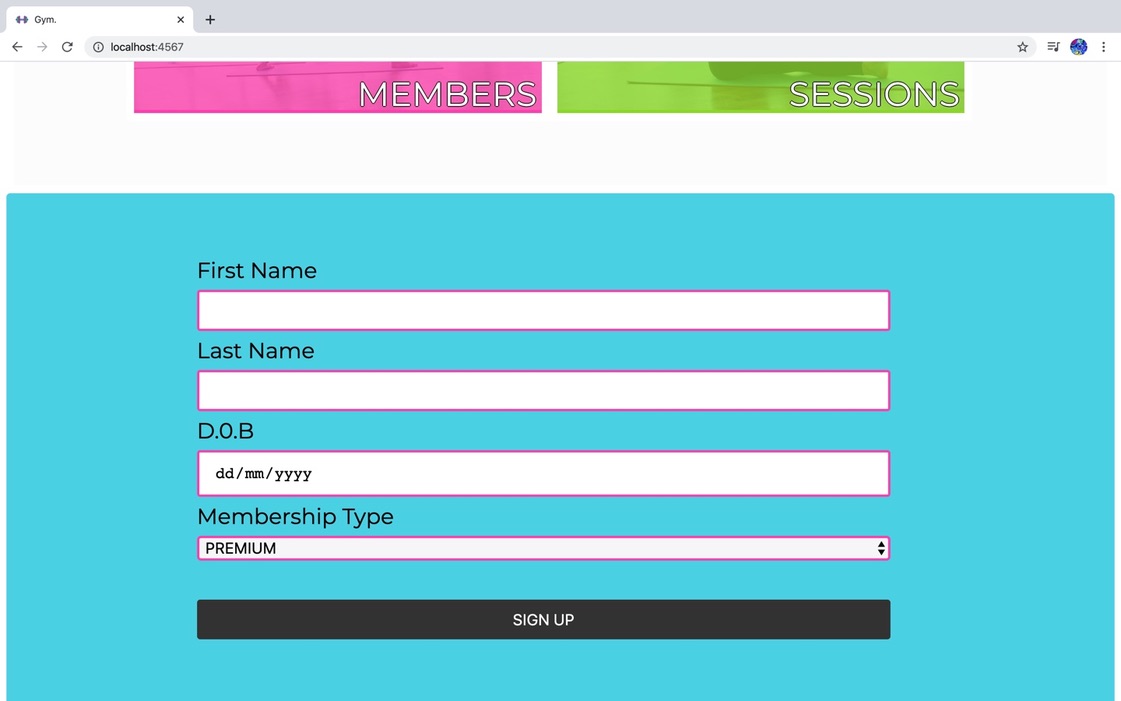 Gym.
localhost:4567
MEMBERS
SESSIONS
First Name
Last Name
D.0.B
dd/mm/yyyy
Membership Type
PREMIUM
SIGN UP